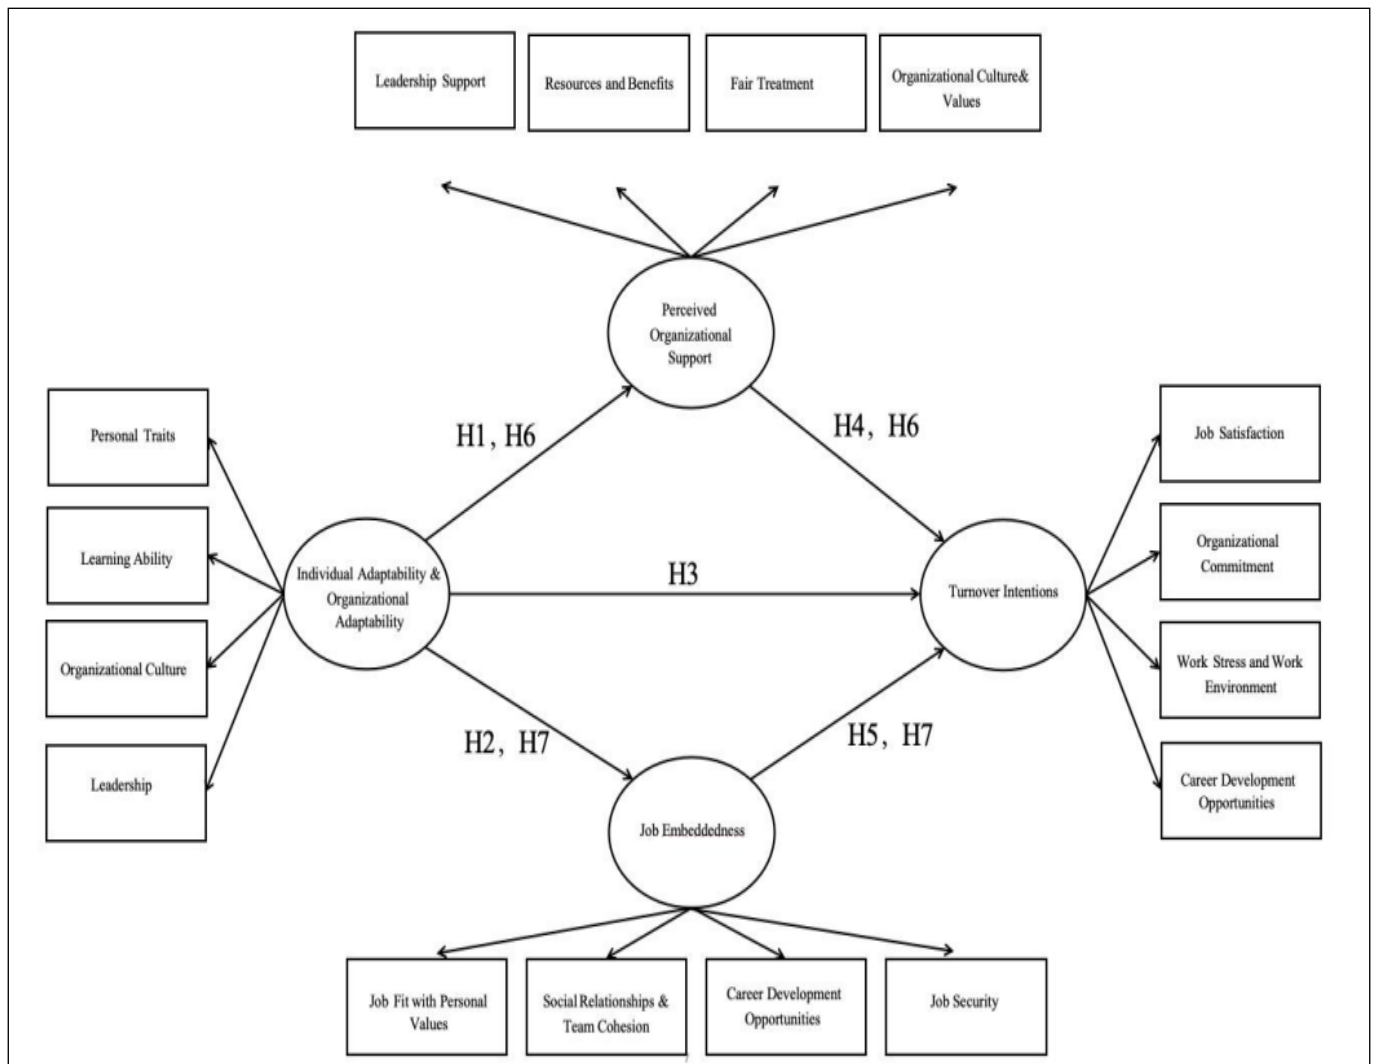 Leadership Support
Resources and Benefits
Fair Treatment
Organizational Culture&
Values
Perceived
Organizational
Support
Personal Traits
Learning Ability
Organizational Culture
Leadership
H1, H6
H4, H6
Individual Adaptability &
Organizational
Adaptability
H3
Turnover Intentions
Job Satisfaction
Organizational
Commitment
Work Stress and Work
Environment
Career Development
Opportunities
H2, H7
H5, H7
Job Embeddedness
Job Fit with Personal
Values
Social Relationships &
Team Cohesion
Career Development
Opportunities
Job Security